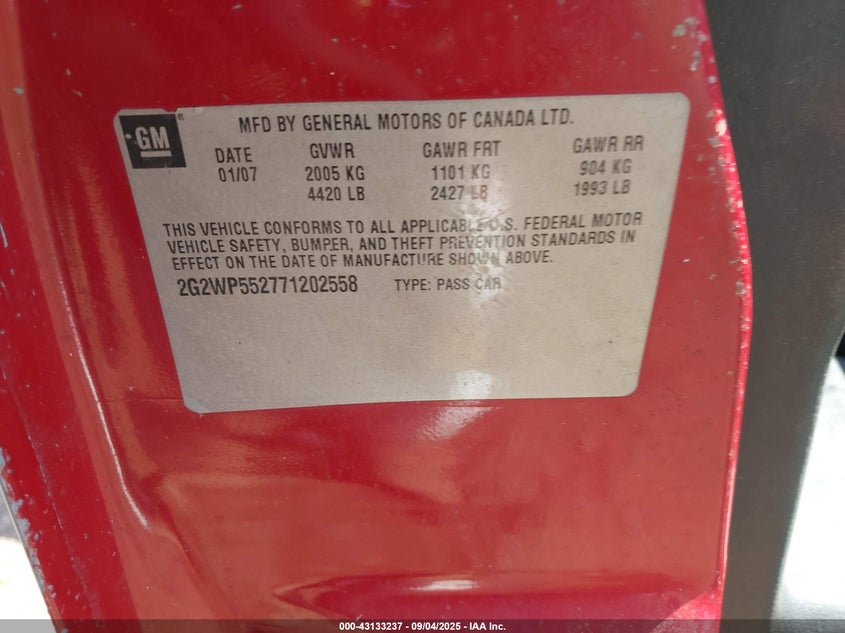 GM®
MFD BY GENERAL MOTORS OF CANADA LTD.
DATE GVWR GAWR FRT GAWR RR
01/07 2005 KG 1101 KG 904 KG
4420 LB 2427 LB 1993 LB
THIS VEHICLE CONFORMS TO ALL APPLICABLE U.S. FEDERAL MOTOR
VEHICLE SAFETY, BUMPER, AND THEFT PREVENTION STANDARDS IN
EFFECT ON THE DATE OF MANUFACTURE SHOWN ABOVE.
2G2WP552771202558 TYPE: PASS CAR
000-43133237 - 09/04/2025 - IAA Inc.